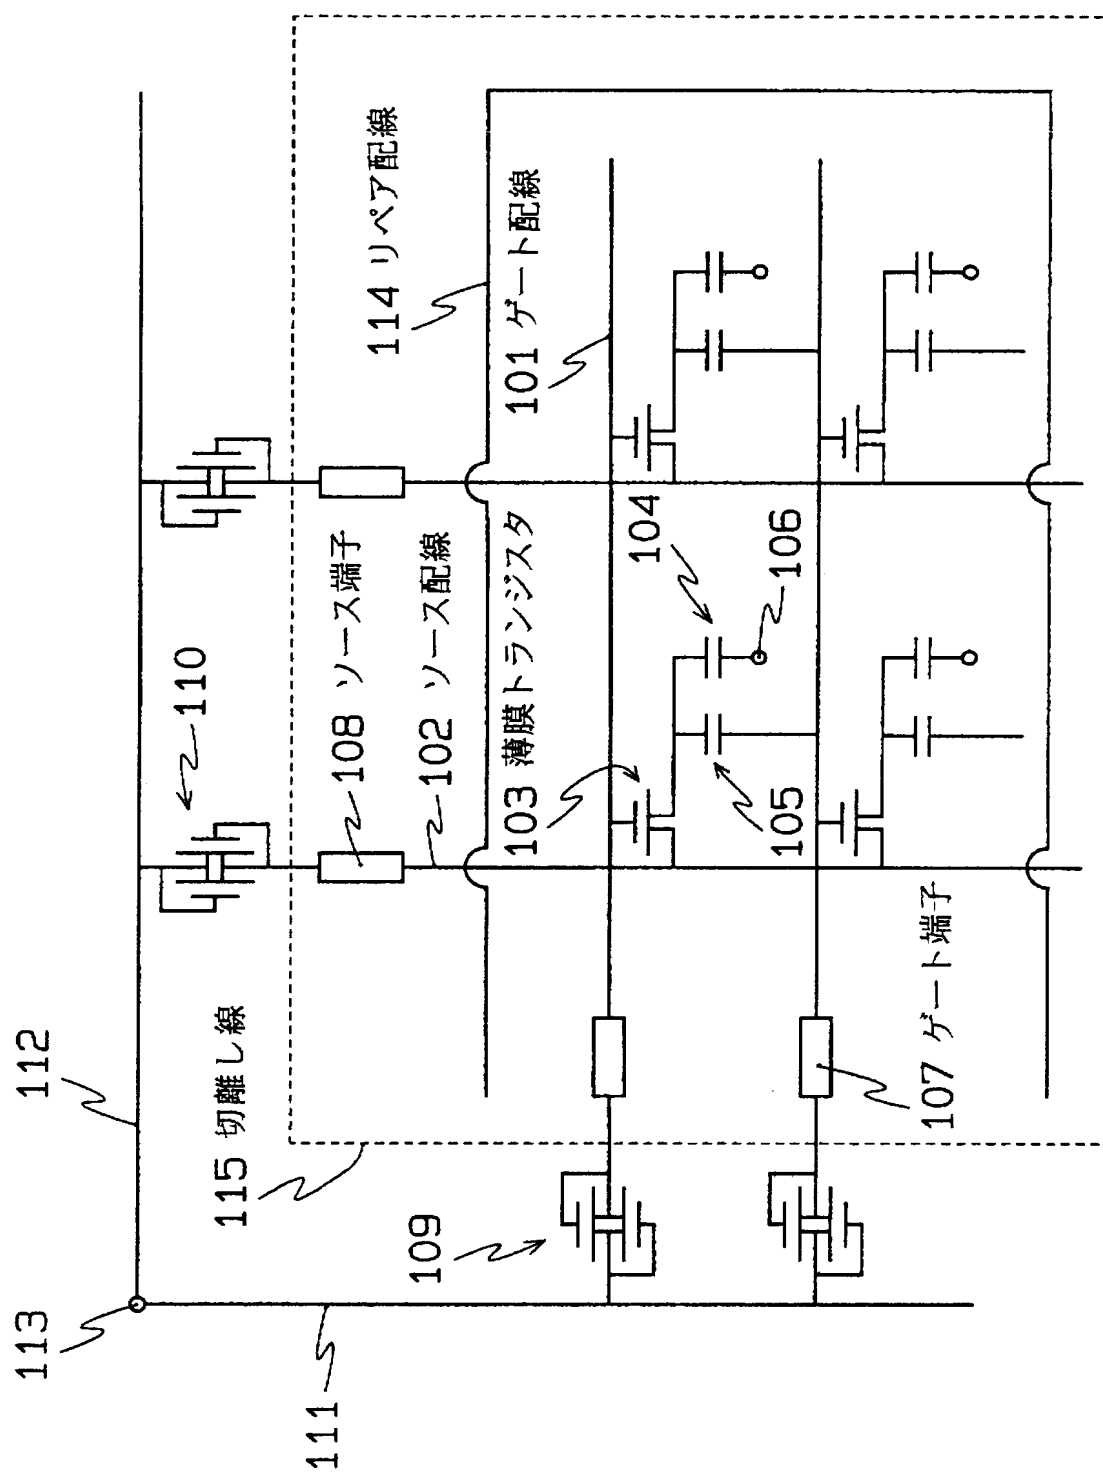 113
112
111
115 切離し線
110
109
108 ソース端子
102 ソース配線
114 リペア配線
103 薄膜トランジスタ
101 ゲート配線
104
105
106
107 ゲート端子